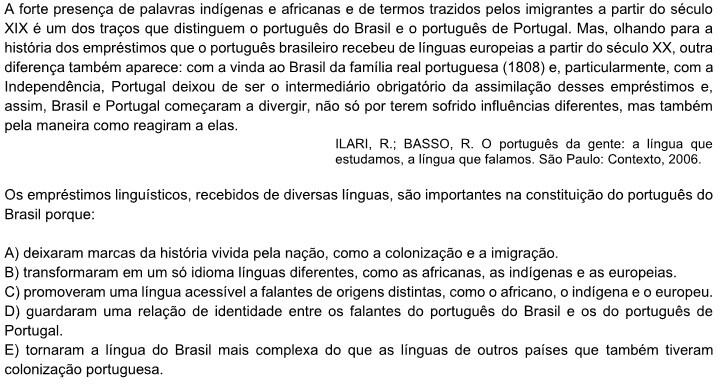 A forte presença de palavras indígenas e africanas e de termos trazidos pelos imigrantes a partir do século
XIX é um dos traços que distinguem o português do Brasil e o português de Portugal. Mas, olhando para a
história dos empréstimos que o português brasileiro recebeu de línguas europeias a partir do século XX, outra
diferença também aparece: com a vinda ao Brasil da família real portuguesa (1808) e, particularmente, com a
Independência, Portugal deixou de ser o intermediário obrigatório da assimilação desses empréstimos e,
assim, Brasil e Portugal começaram a divergir, não só por terem sofrido influências diferentes, mas também
pela maneira como reagiram a elas.
ILARI, R.; BASSO, R. O português da gente: a língua que
estudamos, a língua que falamos. São Paulo: Contexto, 2006.
Os empréstimos linguísticos, recebidos de diversas línguas, são importantes na constituição do português do
Brasil porque:
A) deixaram marcas da história vivida pela nação, como a colonização e a imigração.
B) transformaram em um só idioma línguas diferentes, como as africanas, as indígenas e as europeias.
C) promoveram uma língua acessível a falantes de origens distintas, como o africano, o indígena e o europeu.
D) guardaram uma relação de identidade entre os falantes do português do Brasil e os do português de
Portugal.
E) tornaram a língua do Brasil mais complexa do que as línguas de outros países que também tiveram
colonização portuguesa.